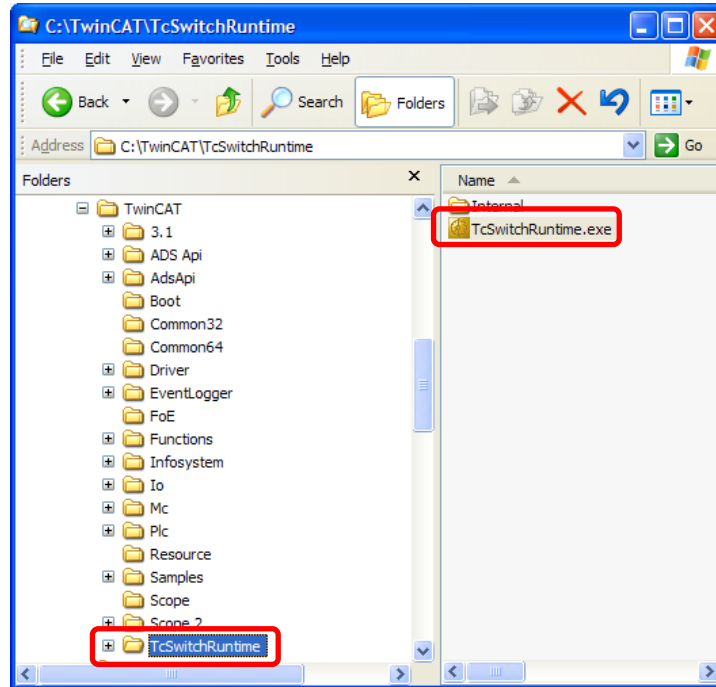 C:\TwinCAT\TcSwitchRuntime
File Edit View Favorites Tools Help
Back Search Folders
Address C:\TwinCAT\TcSwitchRuntime Go
Folders
TwinCAT
3.1
ADS Api
AdsApi
Boot
Common32
Common64
Driver
EventLogger
FoE
Functions
Infosystem
Io
Mc
Plc
Resource
Samples
Scope
Scope 2
TcSwitchRuntime
Name
Internal
TcSwitchRuntime.exe